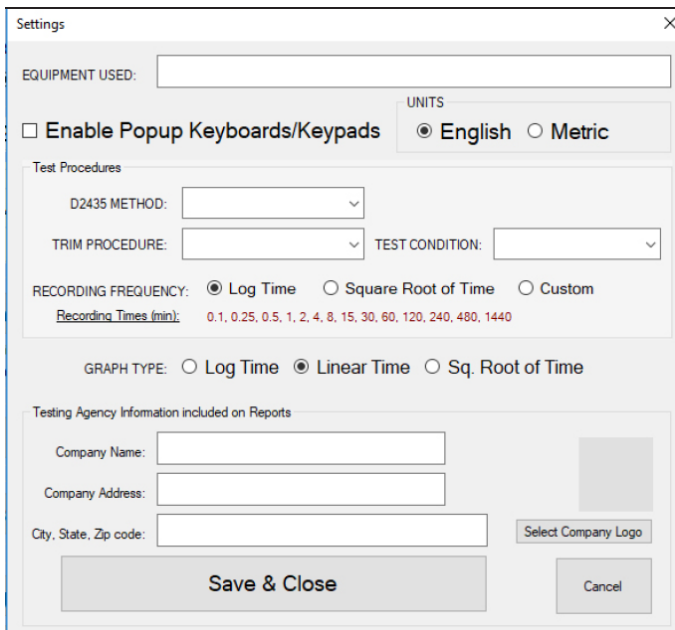 Settings
EQUIPMENT USED:
UNITS
Enable Popup Keyboards/Keypads
English Metric
Test Procedures
D2435 METHOD:
TRIM PROCEDURE: TEST CONDITION:
RECORDING FREQUENCY: Log Time Square Root of Time Custom
Recording Times (min): 0.1, 0.25, 0.5, 1, 2, 4, 8, 15, 30, 60, 120, 240, 480, 1440
GRAPH TYPE: Log Time Linear Time Sq. Root of Time
Testing Agency Information included on Reports
Company Name:
Company Address:
City, State, Zip code:
Select Company Logo
Save & Close
Cancel